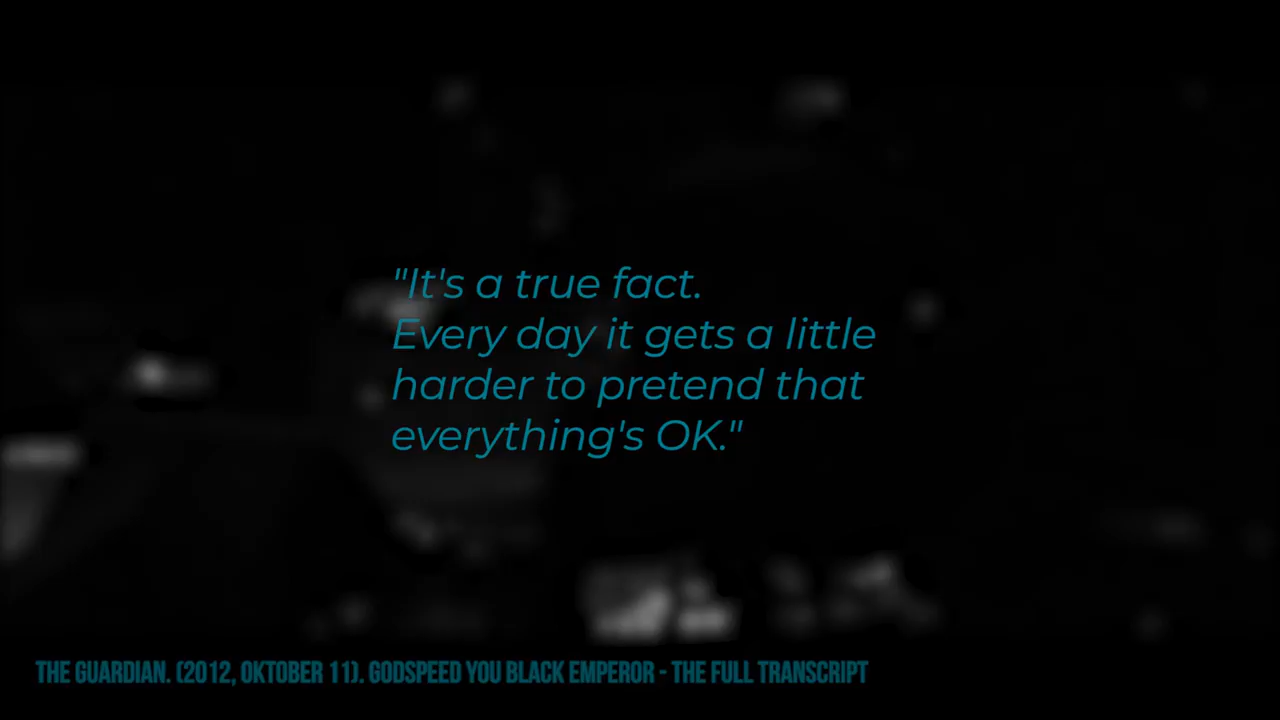 "It's a true fact.
Every day it gets a little
harder to pretend that
everything's OK."
THE GUARDIAN. (2012, OKTOBER 11). GODSPEED YOU BLACK EMPEROR - THE FULL TRANSCRIPT